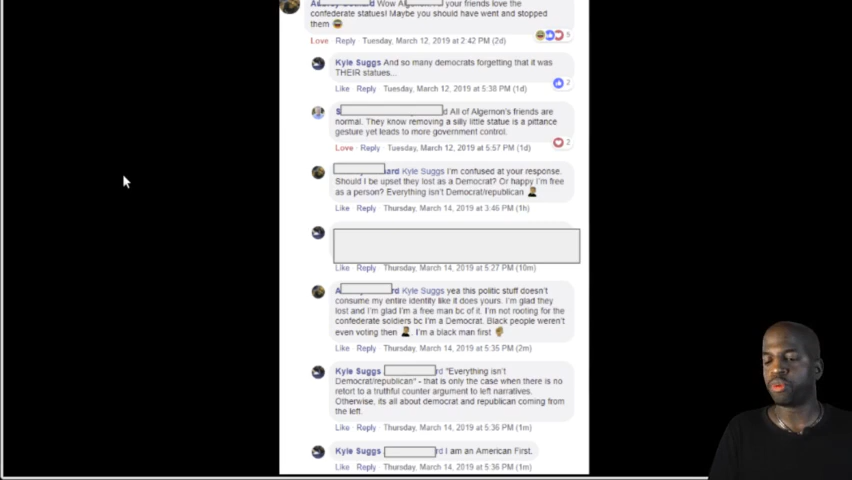 Wow
your friends love the
confederate statues! Maybe you should have went and stopped
them
Love Reply Tuesday, March 12, 2019 at 2:42 PM (2d)
5
Kyle Suggs And so many democrats forgetting that it was
THEIR statues...
2
Like Reply Tuesday, March 12, 2019 at 5:38 PM (1d)
S d All of Algernon's friends are
normal. They know removing a silly little statue is a pittance
gesture yet leads to more government control.
2
Love Reply Tuesday, March 12, 2019 at 5:57 PM (1d)
ard Kyle Suggs I'm confused at your response.
Should I be upset they lost as a Democrat? Or happy I'm free
as a person? Everything isn't Democrat/republican
Like Reply Thursday, March 14, 2019 at 3:46 PM (1h)
Like Reply Thursday, March 14, 2019 at 5:27 PM (10m)
A rd Kyle Suggs yea this politic stuff doesn't
consume my entire identity like it does yours. I'm glad they
lost and I'm glad I'm a free man bc of it. I'm not rooting for the
confederate soldiers bc I'm a Democrat. Black people weren't
even voting then I'm a black man first
Like Reply Thursday, March 14, 2019 at 5:35 PM (2m)
Kyle Suggs rd "Everything isn't
Democrat/republican" - that is only the case when there is no
retort to a truthful counter argument to left narratives.
Otherwise, its all about democrat and republican coming from
the left.
Like Reply Thursday, March 14, 2019 at 5:36 PM (1m)
Kyle Suggs rd I am an American First.
Like Reply Thursday, March 14, 2019 at 5:36 PM (1m)